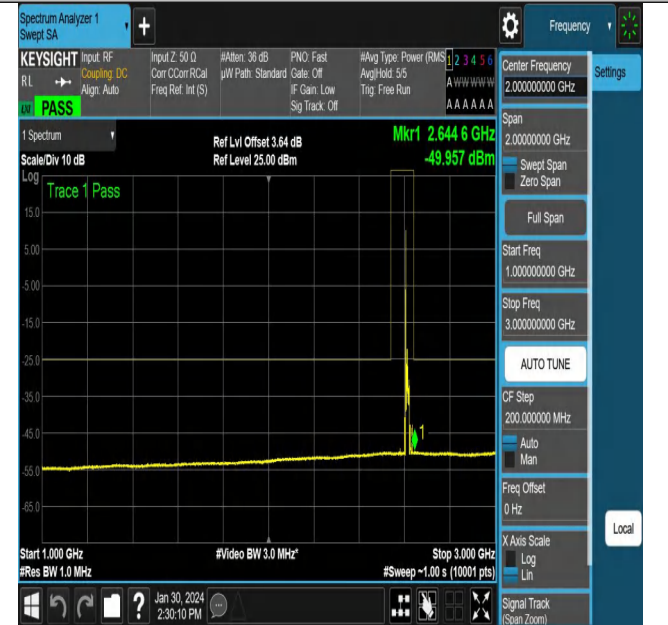 Spectrum Analyzer 1
Swept SA
Frequency
KEYSIGHT
RL
LXI
PASS
Input: RF
Coupling: DC
Align: Auto
Input Z: 50 Ω
Corr CCorr RCal
Freq Ref: Int (S)
#Atten: 36 dB
µW Path: Standard
PNO: Fast
Gate: Off
IF Gain: Low
Sig Track: Off
#Avg Type: Power (RMS
Avg|Hold: 5/5
Trig: Free Run
1 2 3 4 5 6
A W W W W W
A A A A A A
1 Spectrum
Scale/Div 10 dB
Ref Lvl Offset 3.64 dB
Ref Level 25.00 dBm
Mkr1 2.644 6 GHz
-49.957 dBm
Log
Trace 1 Pass
15.0
5.00
-5.00
-15.0
-25.0
-35.0
-45.0
-55.0
-65.0
1
Start 1.000 GHz
#Res BW 1.0 MHz
#Video BW 3.0 MHz*
Stop 3.000 GHz
#Sweep ~1.00 s (10001 pts)
Jan 30, 2024
2:30:10 PM
Center Frequency
2.000000000 GHz
Span
2.00000000 GHz
Swept Span
Zero Span
Full Span
Start Freq
1.000000000 GHz
Stop Freq
3.000000000 GHz
AUTO TUNE
CF Step
200.000000 MHz
Auto
Man
Freq Offset
0 Hz
X Axis Scale
Log
Lin
Signal Track
(Span Zoom)
Settings
Local